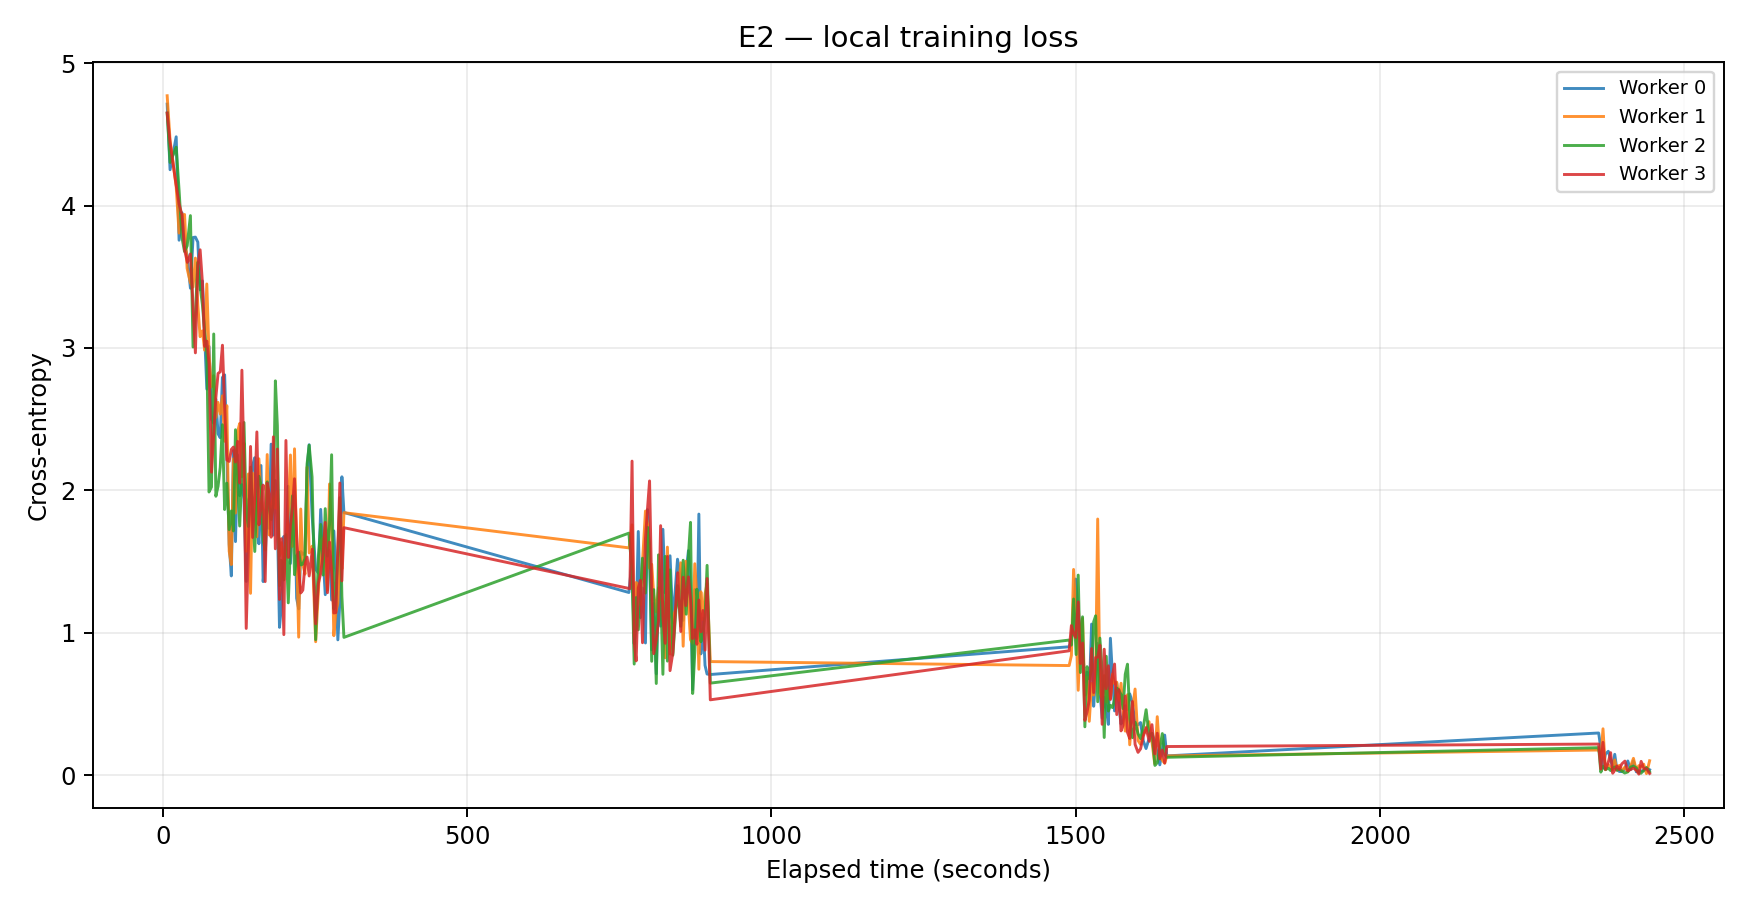 E2 — local training loss
Worker 0
Worker 1
Worker 2
Worker 3
Cross-entropy
5
4
3
2
1
0
0 500 1000 1500 2000 2500
Elapsed time (seconds)